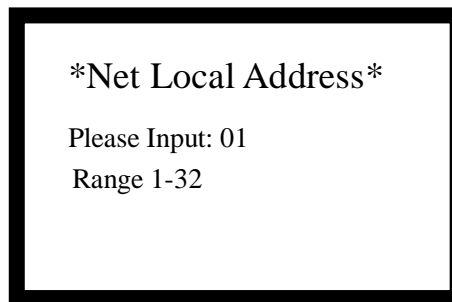 *Net Local Address*
Please Input: 01
Range 1-32